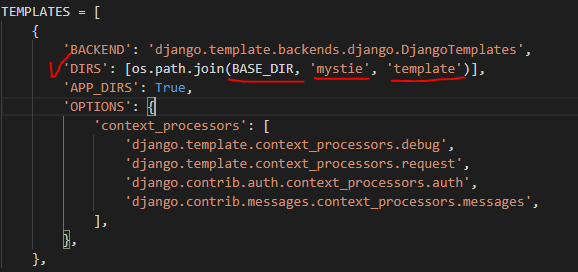 TEMPLATES = [
{
'BACKEND': 'django.template.backends.django.DjangoTemplates',
'DIRS': [os.path.join(BASE_DIR, 'mystie', 'template')],
'APP_DIRS': True,
'OPTIONS': {
'context_processors': [
'django.template.context_processors.debug',
'django.template.context_processors.request',
'django.contrib.auth.context_processors.auth',
'django.contrib.messages.context_processors.messages',
],
},
},